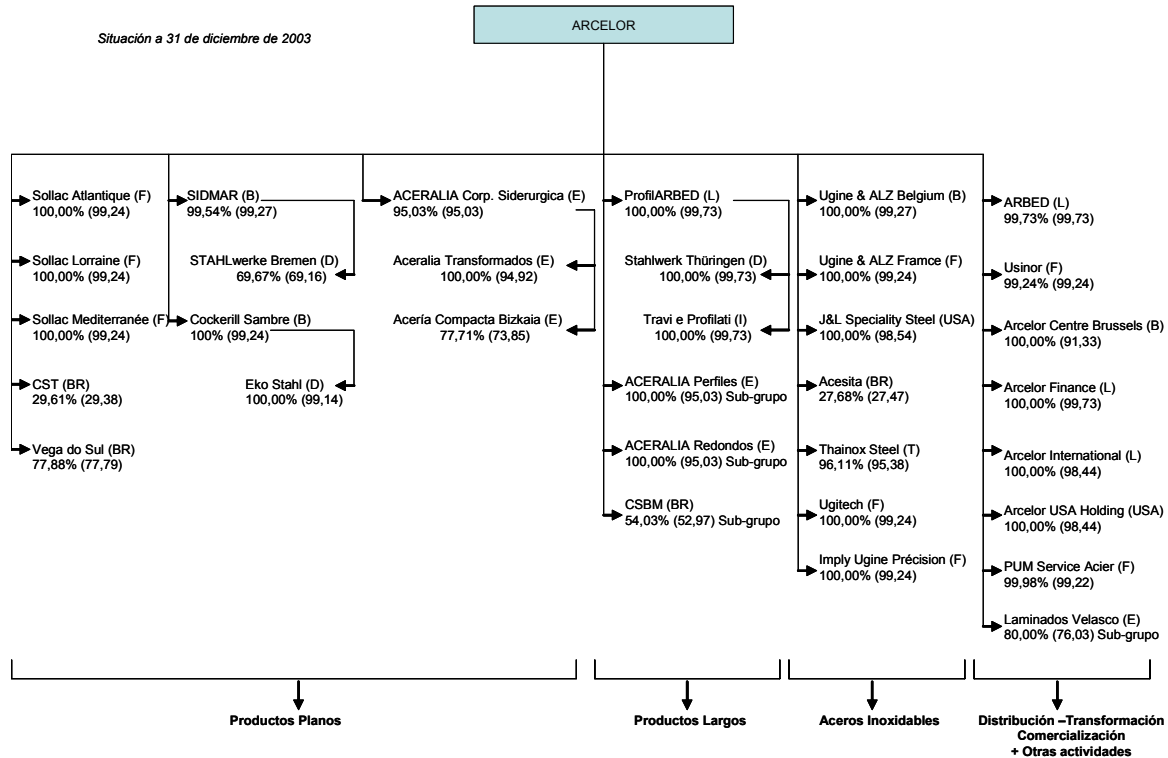 ARCELOR
Situación a 31 de diciembre de 2003
Sollac Atlantique (F)
100,00% (99,24)
Sollac Lorraine (F)
100,00% (99,24)
Sollac Mediterranée (F)
100,00% (99,24)
CST (BR)
29,61% (29,38)
Vega do Sul (BR)
77,88% (77,79)
SIDMAR (B)
99,54% (99,27)
STAHLwerke Bremen (D)
69,67% (69,16)
Cockerill Sambre (B)
100% (99,24)
Eko Stahl (D)
100,00% (99,14)
ACERALIA Corp. Siderurgica (E)
95,03% (95,03)
Aceralia Transformados (E)
100,00% (94,92)
Acería Compacta Bizkaia (E)
77,71% (73,85)
ProfilARBED (L)
100,00% (99,73)
Stahlwerk Thüringen (D)
100,00% (99,73)
Travi e Profilati (I)
100,00% (99,73)
ACERALIA Perfiles (E)
100,00% (95,03) Sub-grupo
ACERALIA Redondos (E)
100,00% (95,03) Sub-grupo
CSBM (BR)
54,03% (52,97) Sub-grupo
Ugine & ALZ Belgium (B)
100,00% (99,27)
Ugine & ALZ Framce (F)
100,00% (99,24)
J&L Speciality Steel (USA)
100,00% (98,54)
Acesita (BR)
27,68% (27,47)
Thainox Steel (T)
96,11% (95,38)
Ugitech (F)
100,00% (99,24)
Imply Ugine Précision (F)
100,00% (99,24)
ARBED (L)
99,73% (99,73)
Usinor (F)
99,24% (99,24)
Arcelor Centre Brussels (B)
100,00% (91,33)
Arcelor Finance (L)
100,00% (99,73)
Arcelor International (L)
100,00% (98,44)
Arcelor USA Holding (USA)
100,00% (98,44)
PUM Service Acier (F)
99,98% (99,22)
Laminados Velasco (E)
80,00% (76,03) Sub-grupo
Productos Planos
Productos Largos
Aceros Inoxidables
Distribución –Transformación
Comercialización
+ Otras actividades